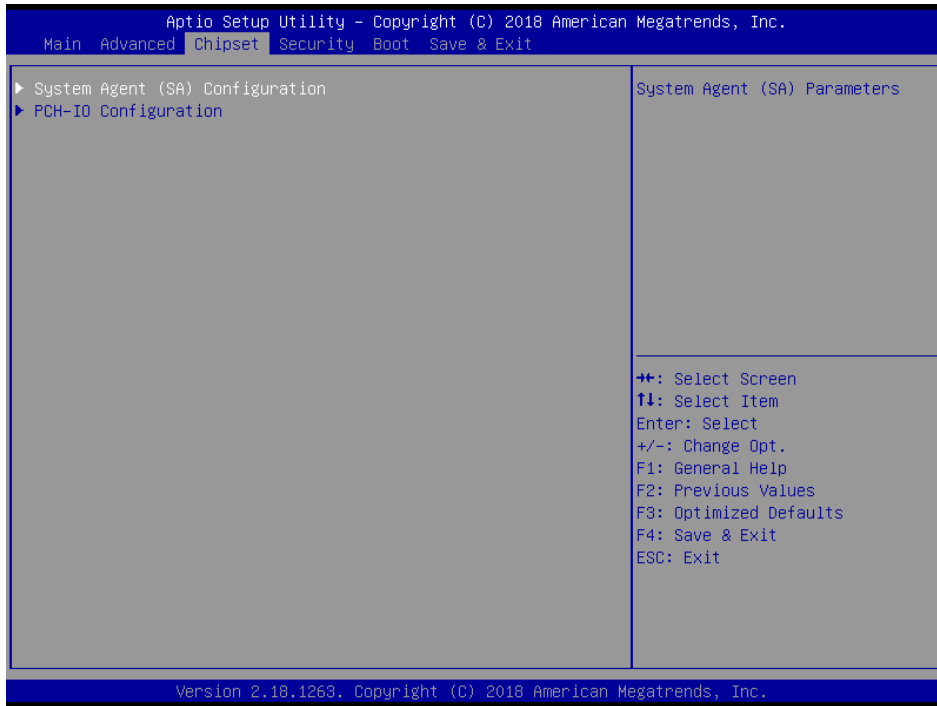 Aptio Setup Utility – Copyright (C) 2018 American Megatrends, Inc.
Main Advanced Chipset Security Boot Save & Exit
▶ System Agent (SA) Configuration
▶ PCH-IO Configuration
System Agent (SA) Parameters
→←: Select Screen
↑↓: Select Item
Enter: Select
+/-: Change Opt.
F1: General Help
F2: Previous Values
F3: Optimized Defaults
F4: Save & Exit
ESC: Exit
Version 2.18.1263. Copyright (C) 2018 American Megatrends, Inc.